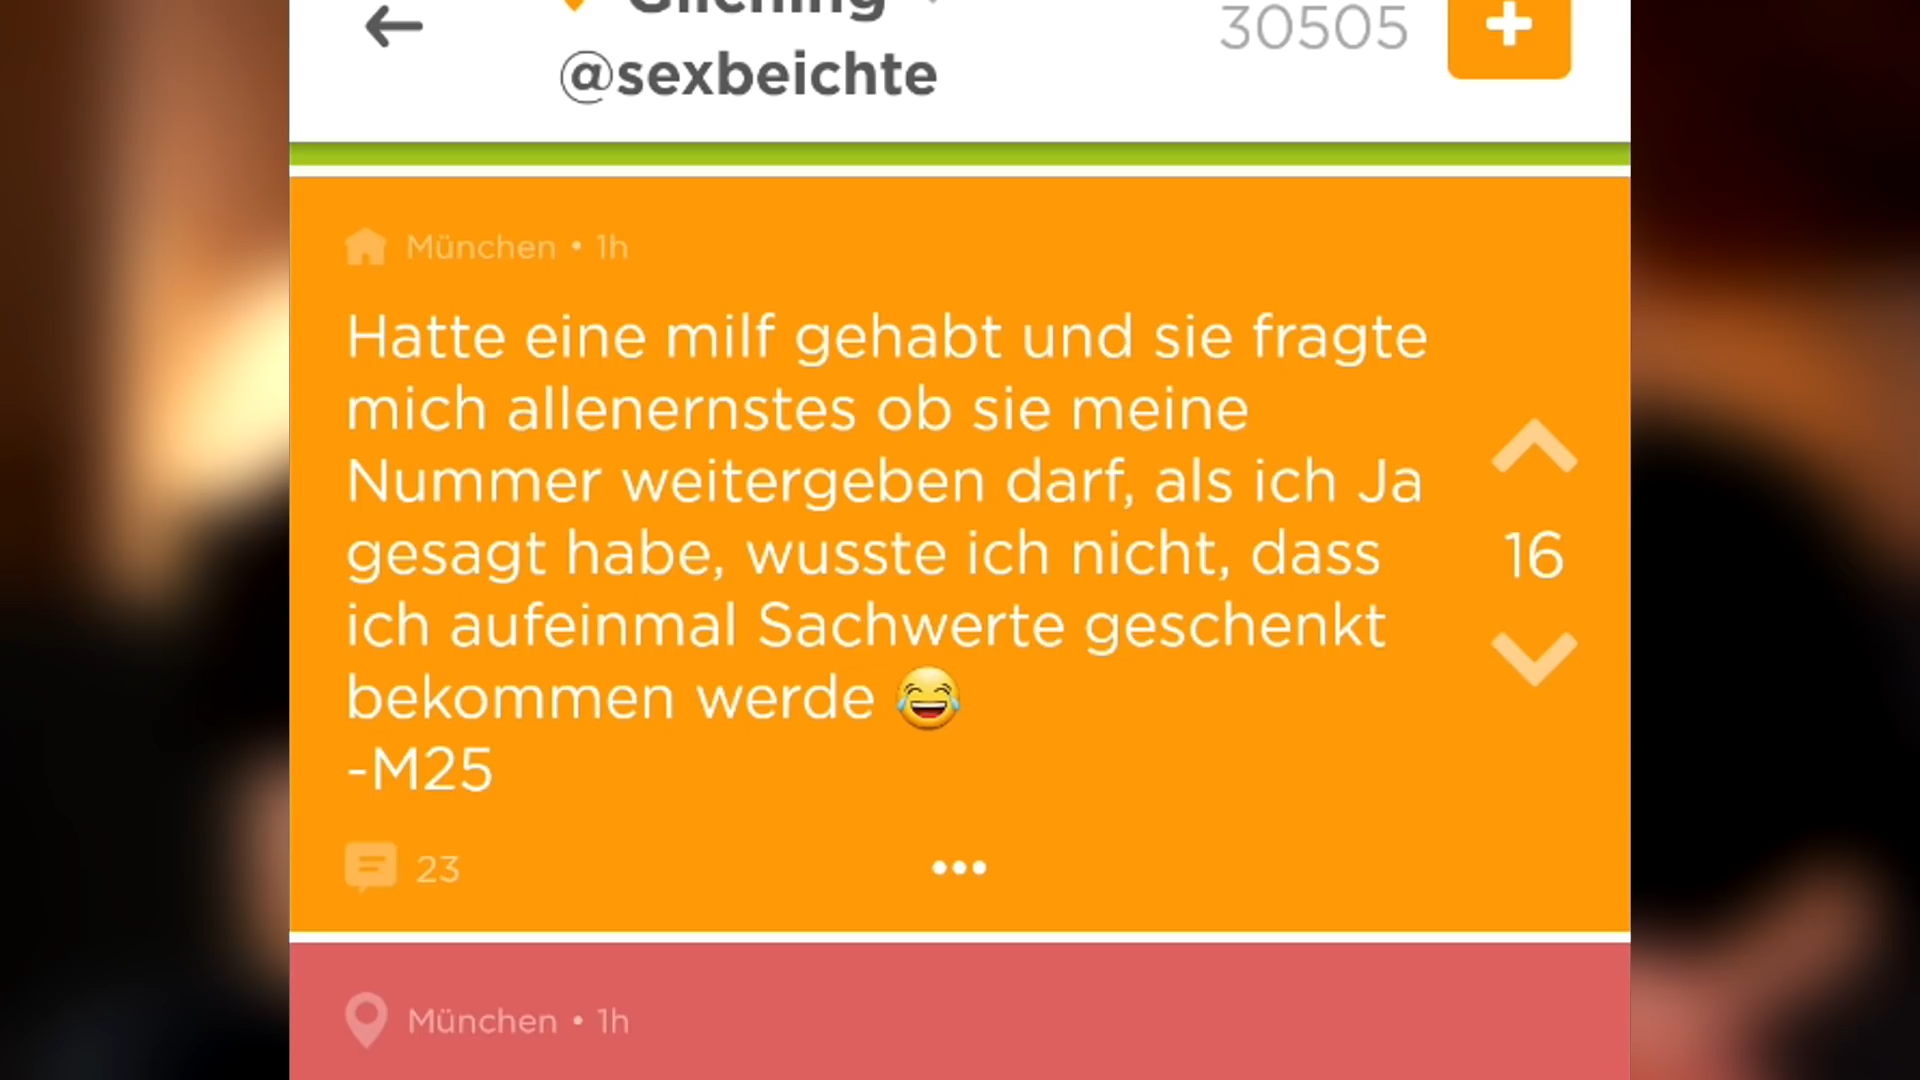 Gilching
30505
@sexbeichte
München • 1h
Hatte eine milf gehabt und sie fragte
mich allenernstes ob sie meine
Nummer weitergeben darf, als ich Ja
gesagt habe, wusste ich nicht, dass
ich aufeinmal Sachwerte geschenkt
bekommen werde 😂
-M25
16
23
München • 1h